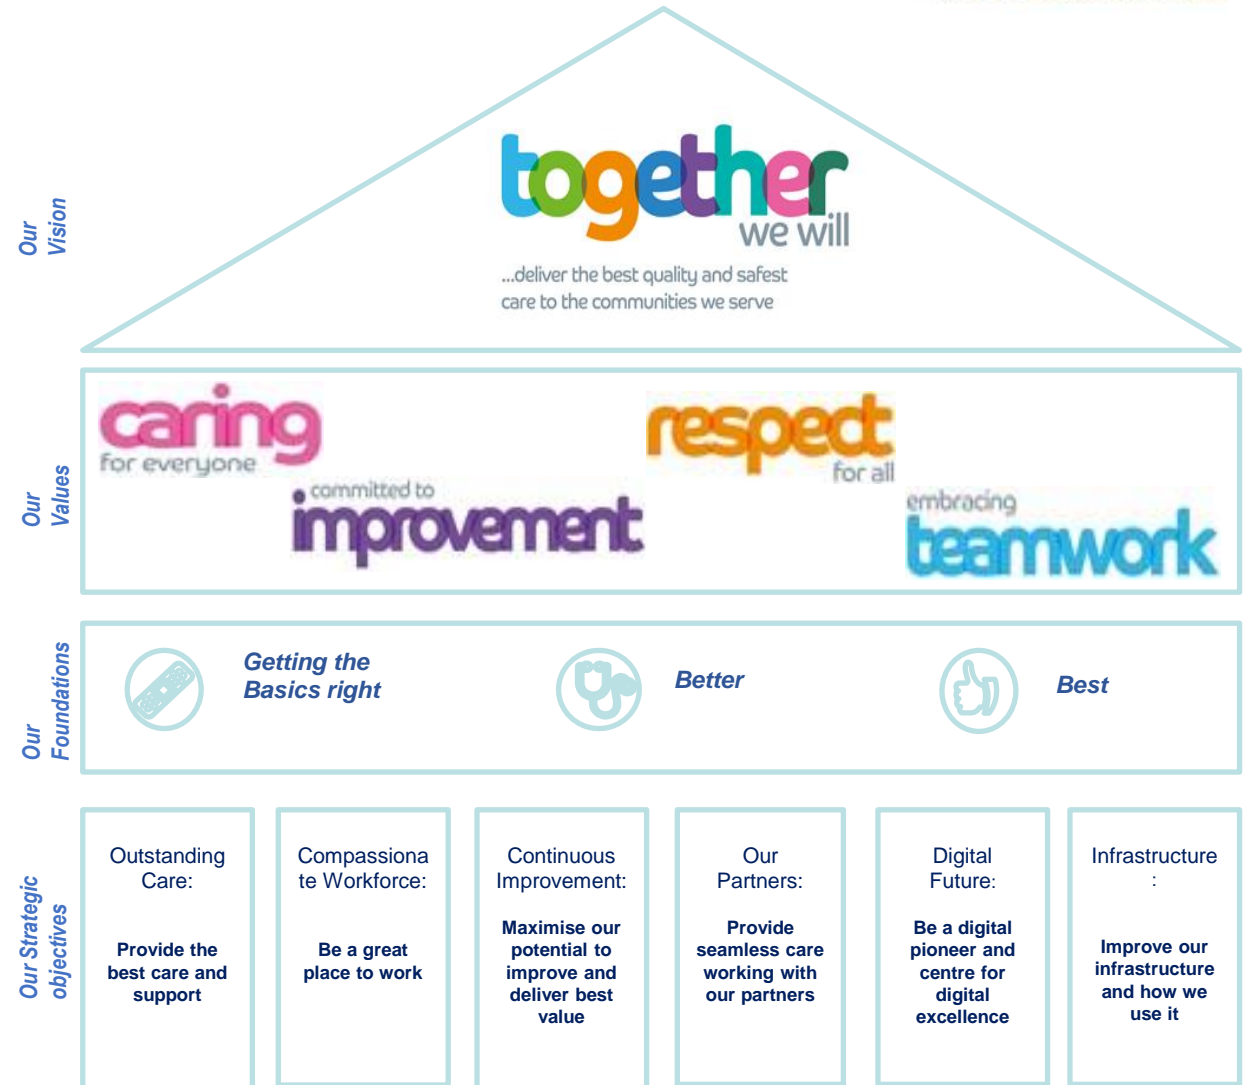 Our
Vision
together
we will
...deliver the best quality and safest
care to the communities we serve
Our
Values
caring
for everyone
committed to
improvement
respect
for all
embracing
teamwork
Our
Foundations
Getting the
Basics right
Better
Best
Our Strategic
objectives
Outstanding
Care:
Provide the
best care and
support
Compassiona
te Workforce:
Be a great
place to work
Continuous
Improvement:
Maximise our
potential to
improve and
deliver best
value
Our
Partners:
Provide
seamless care
working with
our partners
Digital
Future:
Be a digital
pioneer and
centre for
digital
excellence
Infrastructure
:
Improve our
infrastructure
and how we
use it